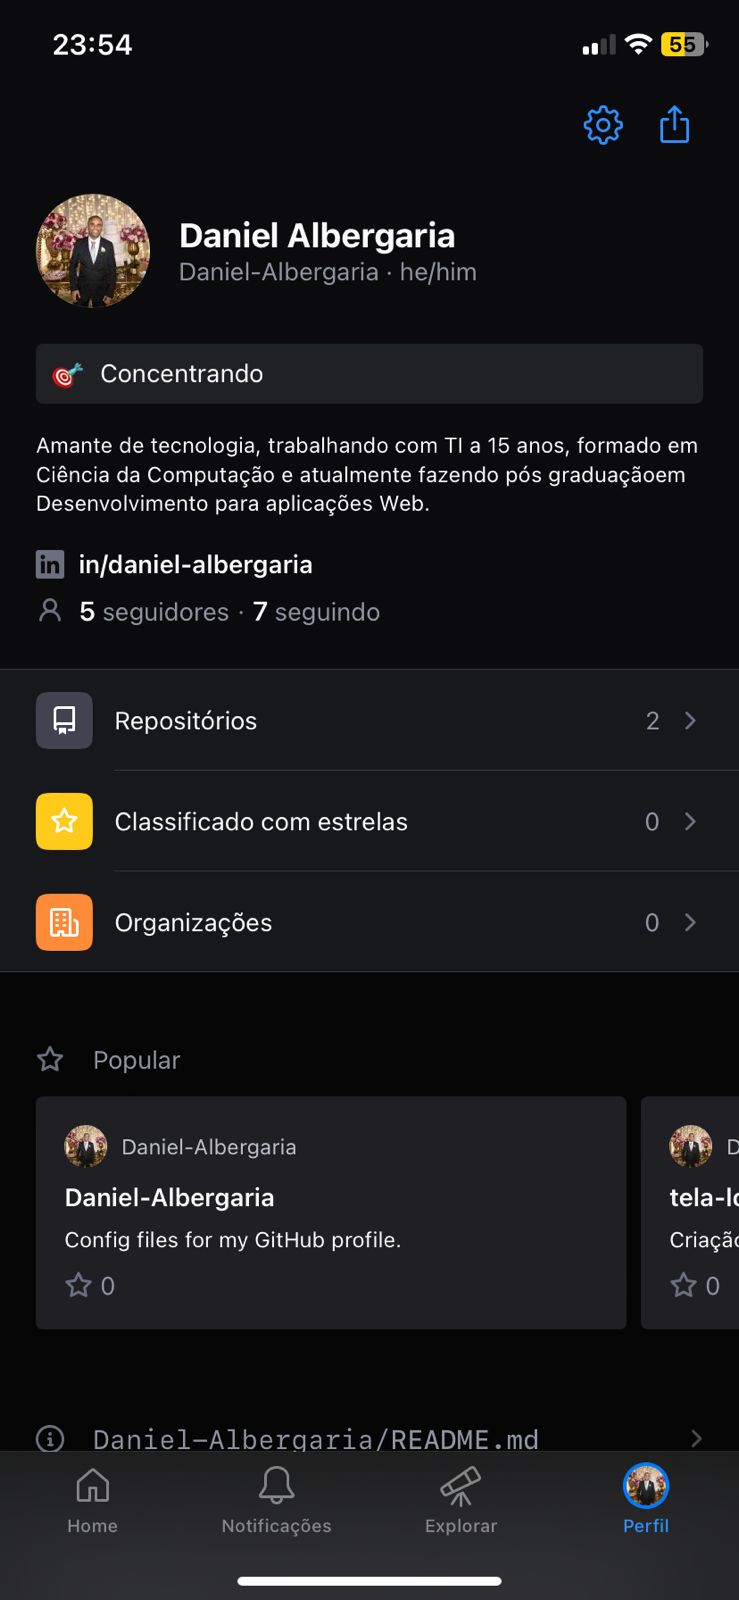 23:54
55
Daniel Albergaria
Daniel-Albergaria · he/him
Concentrando
Amante de tecnologia, trabalhando com TI a 15 anos, formado em
Ciência da Computação e atualmente fazendo pós graduaçãoem
Desenvolvimento para aplicações Web.
in in/daniel-albergaria
5 seguidores · 7 seguindo
Repositórios 2
Classificado com estrelas 0
Organizações 0
Popular
Daniel-Albergaria
Daniel-Albergaria
Config files for my GitHub profile.
0
D
tela-lo
Criaçã
0
Daniel-Albergaria/README.md
Home
Notificações
Explorar
Perfil